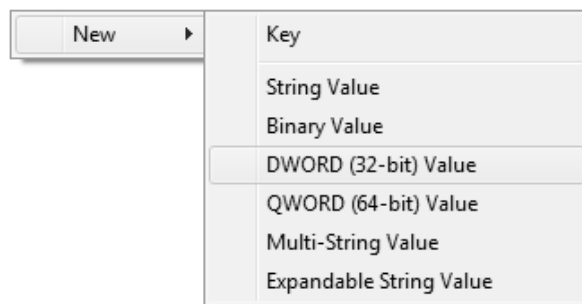 New
Key
String Value
Binary Value
DWORD (32-bit) Value
QWORD (64-bit) Value
Multi-String Value
Expandable String Value